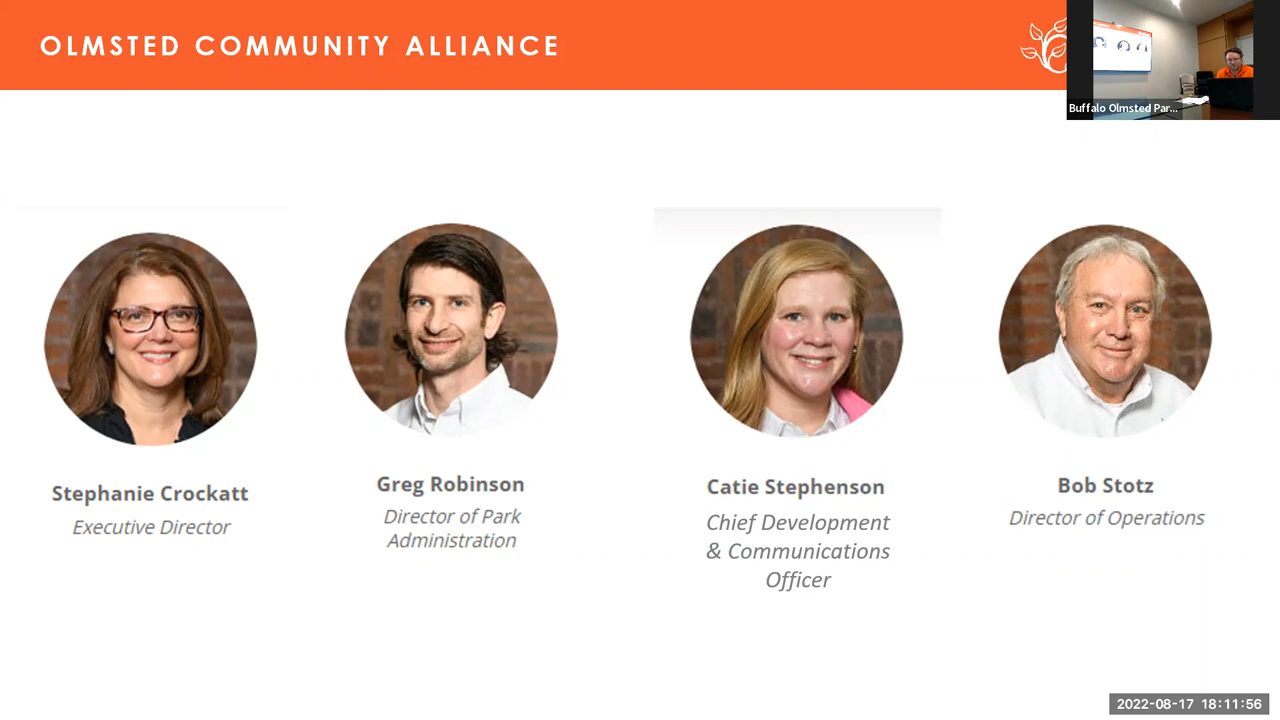 OLMSTED COMMUNITY ALLIANCE
Buffalo Olmsted Par...
Stephanie Crockatt
Executive Director
Greg Robinson
Director of Park
Administration
Catie Stephenson
Chief Development
& Communications
Officer
Bob Stotz
Director of Operations
2022-08-17 18:11:56